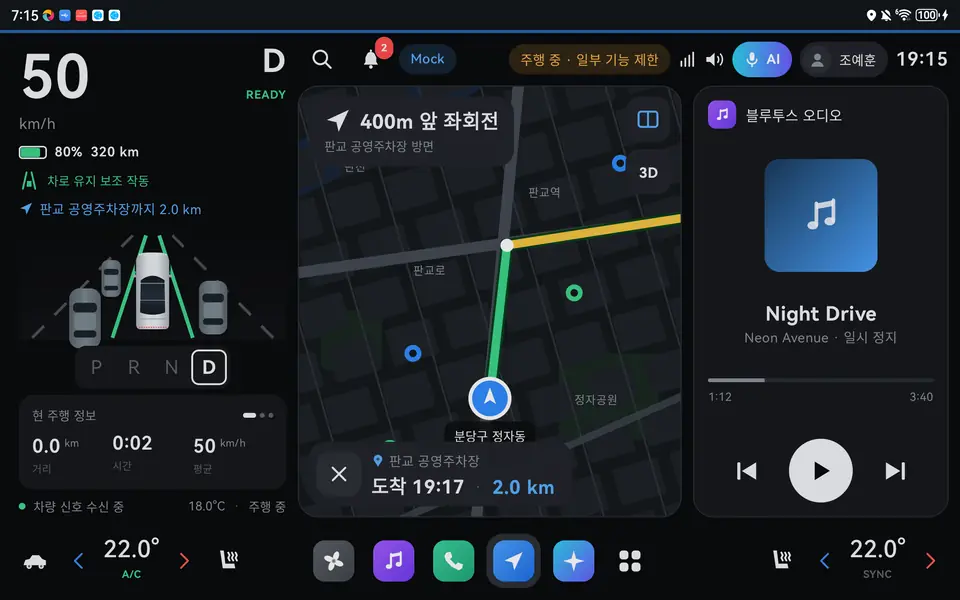 7:15
100
50
D
READY
km/h
80% 320 km
차로 유지 보조 작동
판교 공영주차장까지 2.0 km
P R N D
현 주행 정보
0.0 km
거리
0:02
시간
50 km/h
평균
차량 신호 수신 중
18.0°C · 주행 중
2
Mock
주행 중 · 일부 기능 제한
AI
조예훈
19:15
400m 앞 좌회전
판교 공영주차장 방면
3D
판교역
판교로
정자공원
분당구 정자동
판교 공영주차장
도착 19:17 · 2.0 km
블루투스 오디오
Night Drive
Neon Avenue · 일시 정지
1:12
3:40
22.0°
A/C
22.0°
SYNC